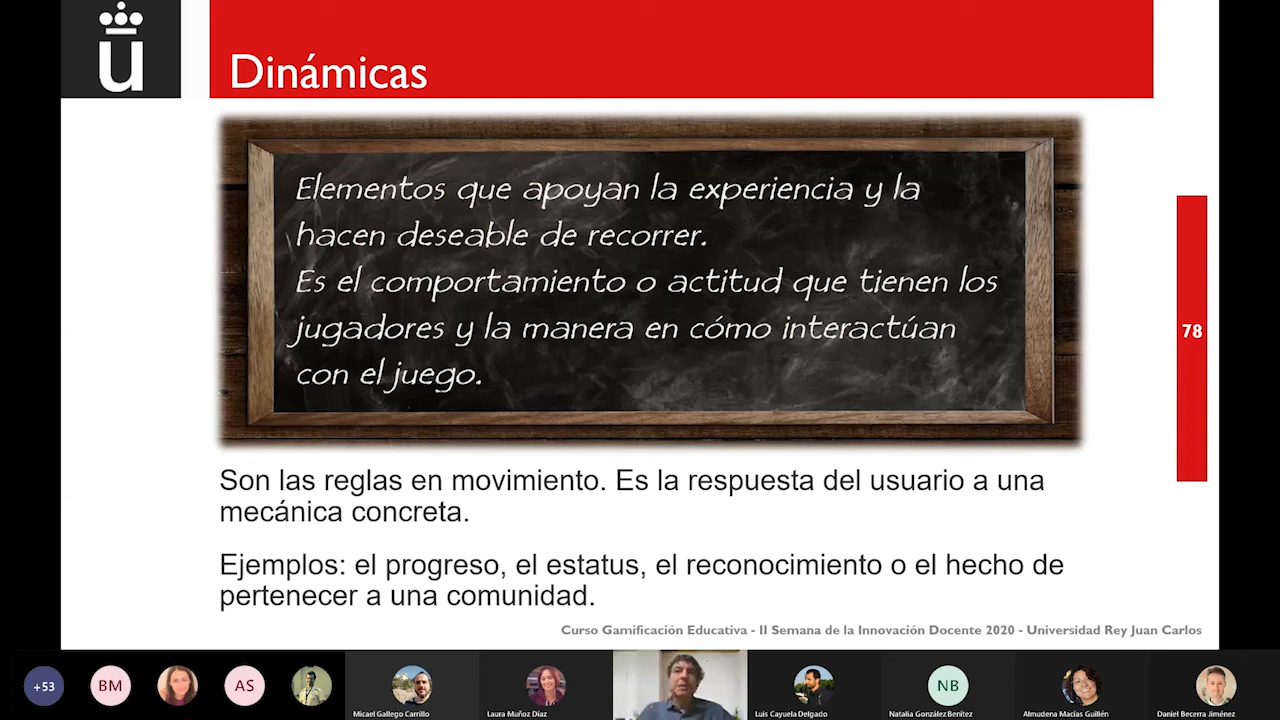 u
Dinámicas
Elementos que apoyan la experiencia y la
hacen deseable de recorrer.
Es el comportamiento o actitud que tienen los
jugadores y la manera en cómo interactúan
con el juego.
78
Son las reglas en movimiento. Es la respuesta del usuario a una
mecánica concreta.
Ejemplos: el progreso, el estatus, el reconocimiento o el hecho de
pertenecer a una comunidad.
Curso Gamificación Educativa - II Semana de la Innovación Docente 2020 - Universidad Rey Juan Carlos
+53
BM
AS
NB
Micael Gallego Carrillo
Laura Muñoz Díaz
Luis Cayuela Delgado
Natalia González Benítez
Almudena Macías Guillén
Daniel Becerra Jiménez